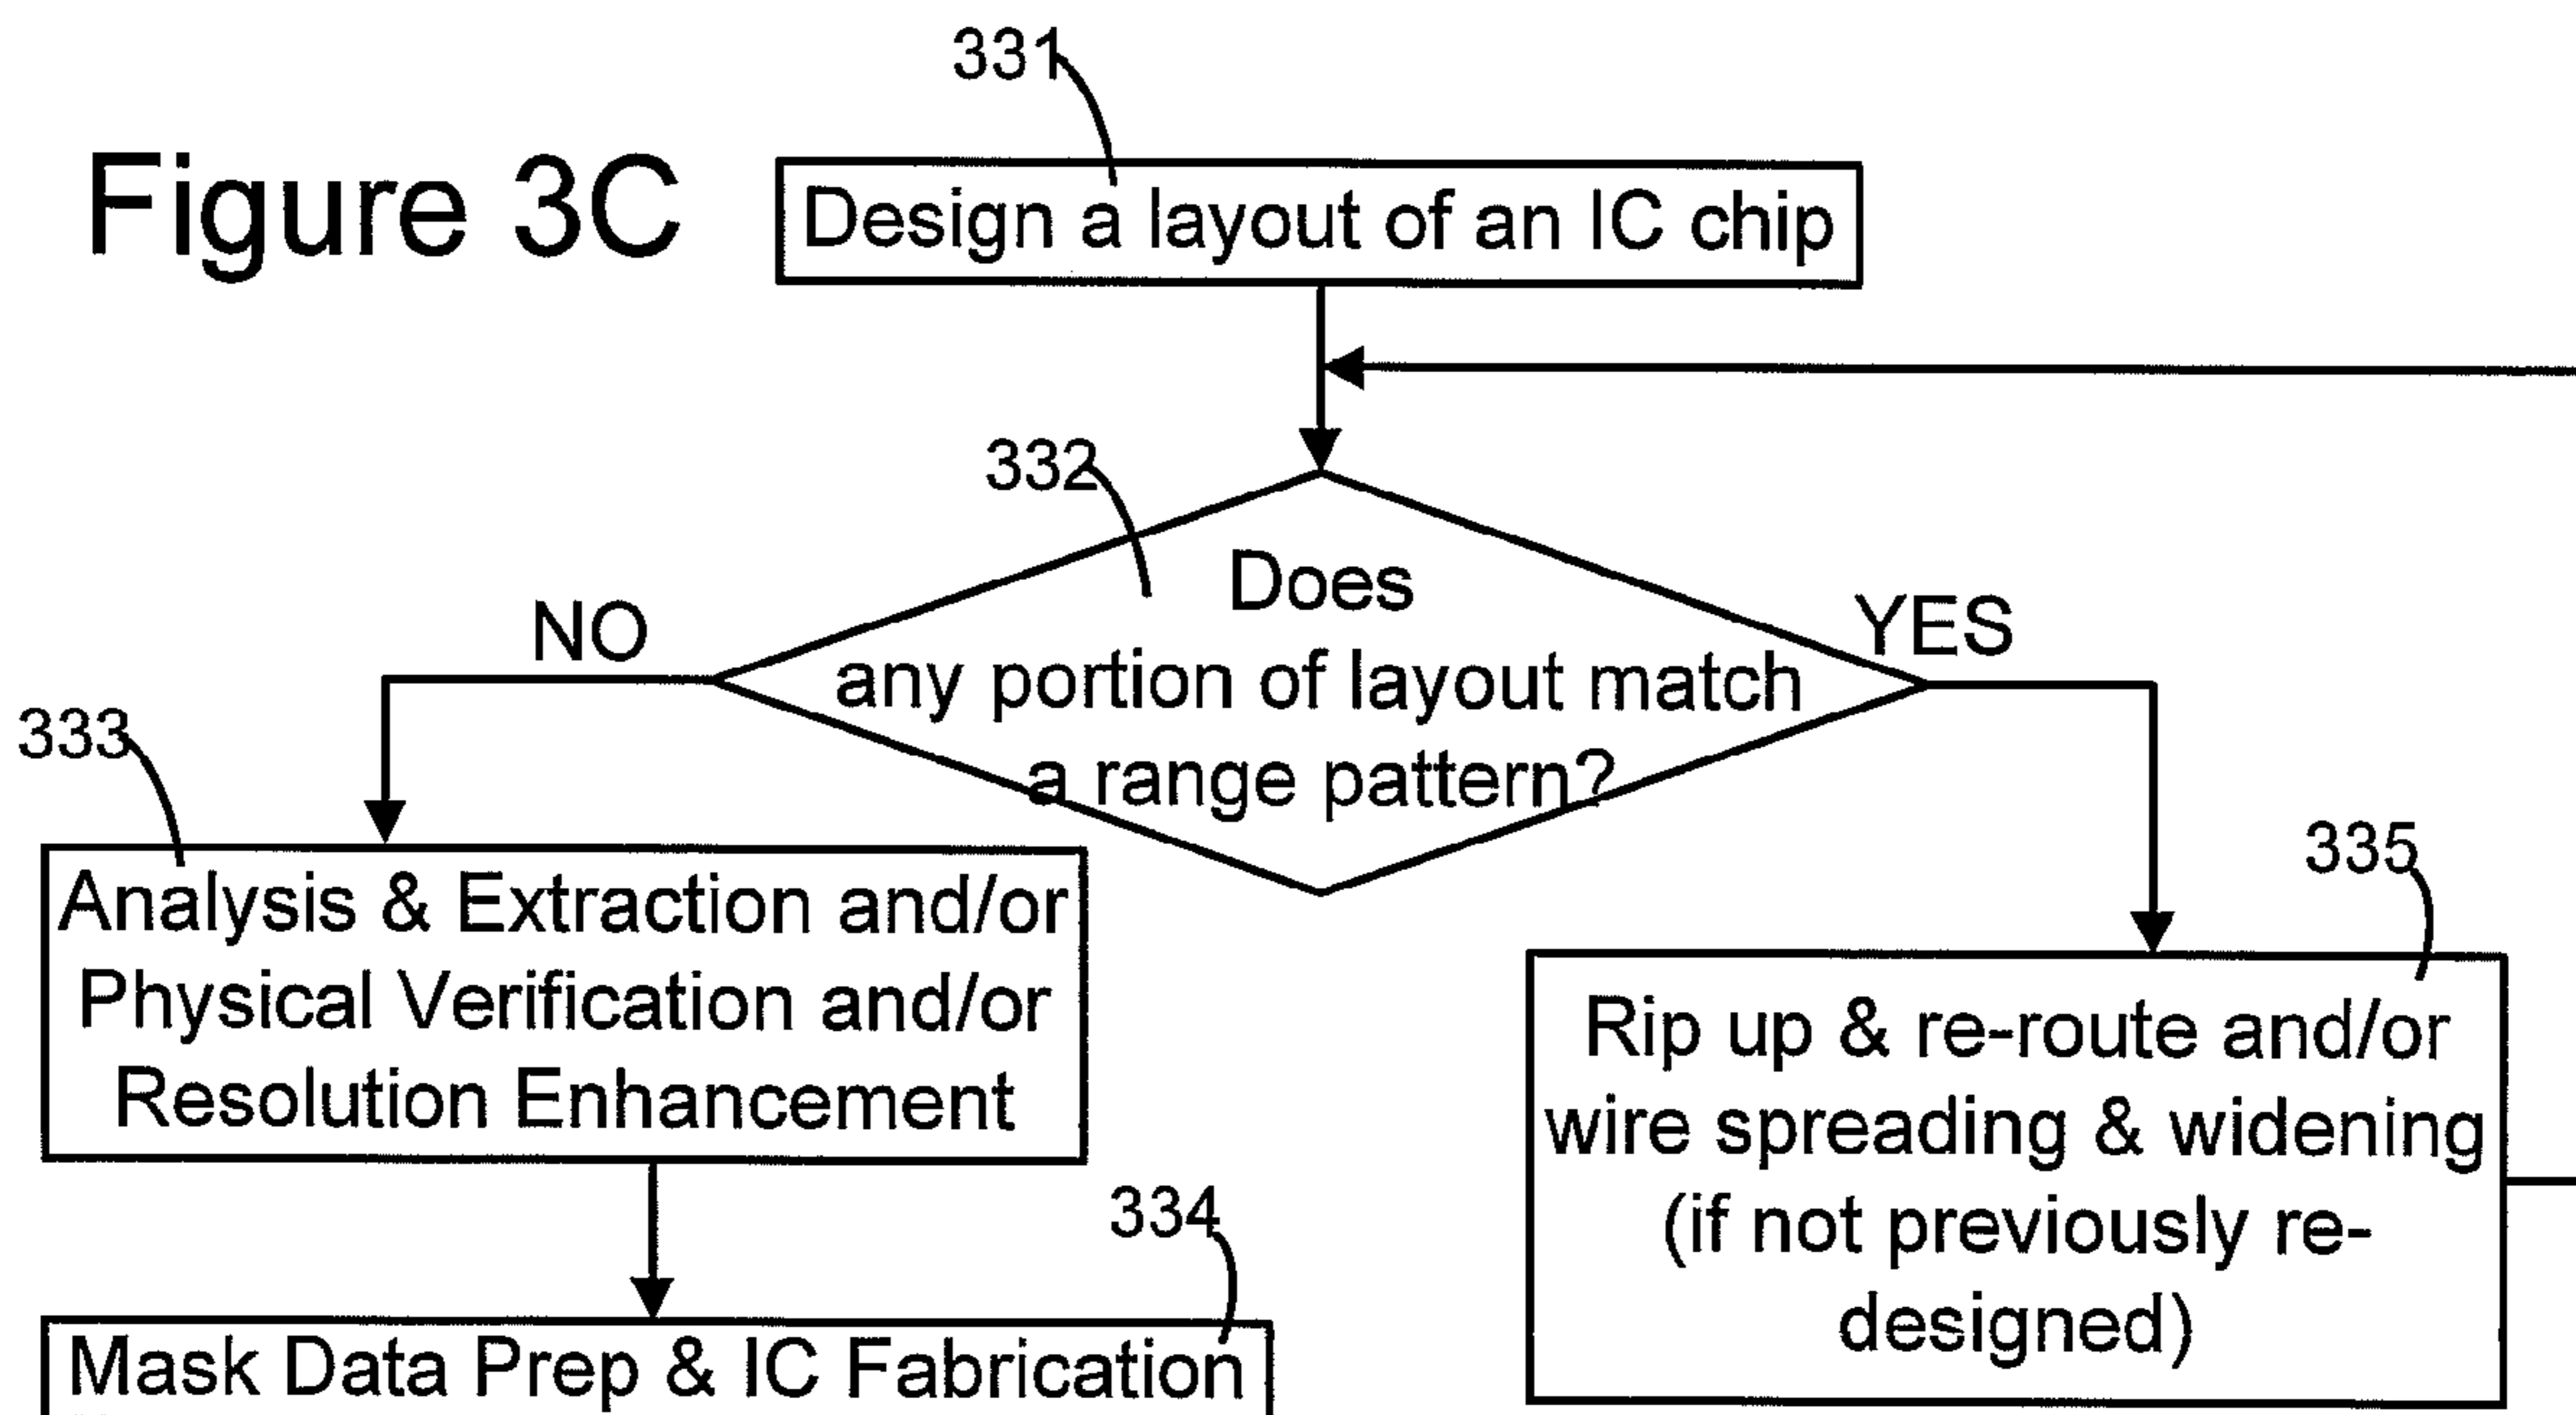 331
Figure 3C
Design a layout of an IC chip
332
Does
any portion of layout match
a range pattern?
NO
YES
333
Analysis & Extraction and/or
Physical Verification and/or
Resolution Enhancement
335
Rip up & re-route and/or
wire spreading & widening
(if not previously re-
designed)
334
Mask Data Prep & IC Fabrication